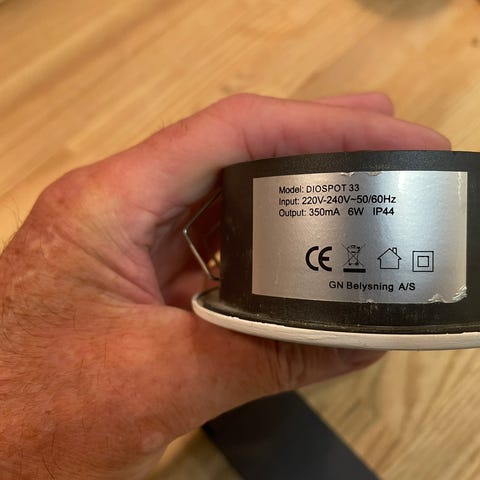 Model: DIOSPOT 33
Input: 220V-240V~50/60Hz
Output: 350mA 6W IP44
CE
GN Belysning A/S